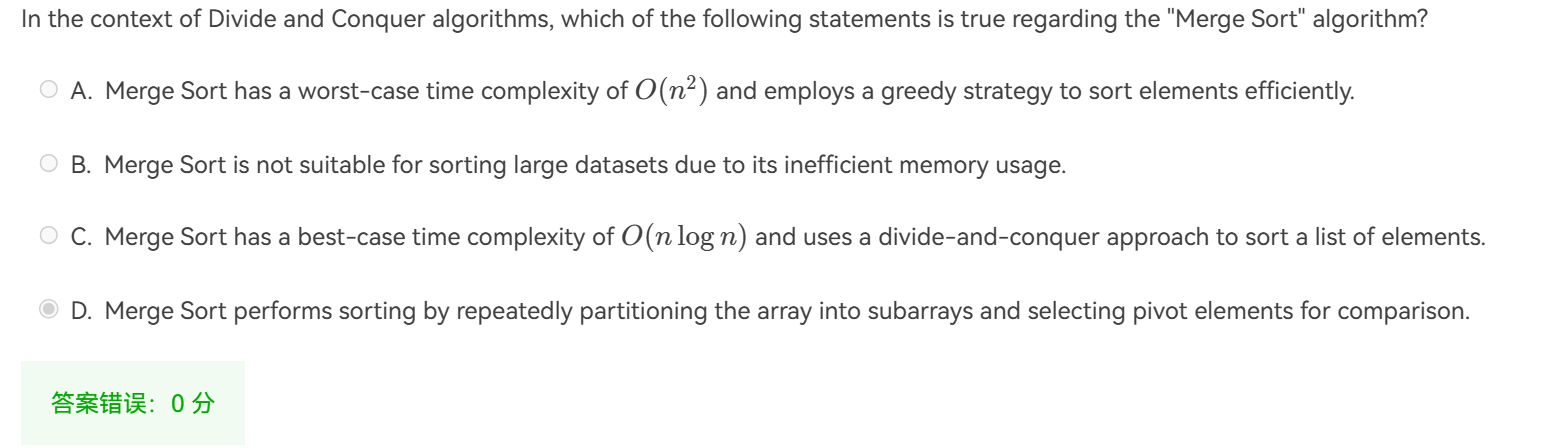 In the context of Divide and Conquer algorithms, which of the following statements is true regarding the "Merge Sort" algorithm?
A. Merge Sort has a worst-case time complexity of O(n²) and employs a greedy strategy to sort elements efficiently.
B. Merge Sort is not suitable for sorting large datasets due to its inefficient memory usage.
C. Merge Sort has a best-case time complexity of O(n log n) and uses a divide-and-conquer approach to sort a list of elements.
D. Merge Sort performs sorting by repeatedly partitioning the array into subarrays and selecting pivot elements for comparison.
答案错误：0 分